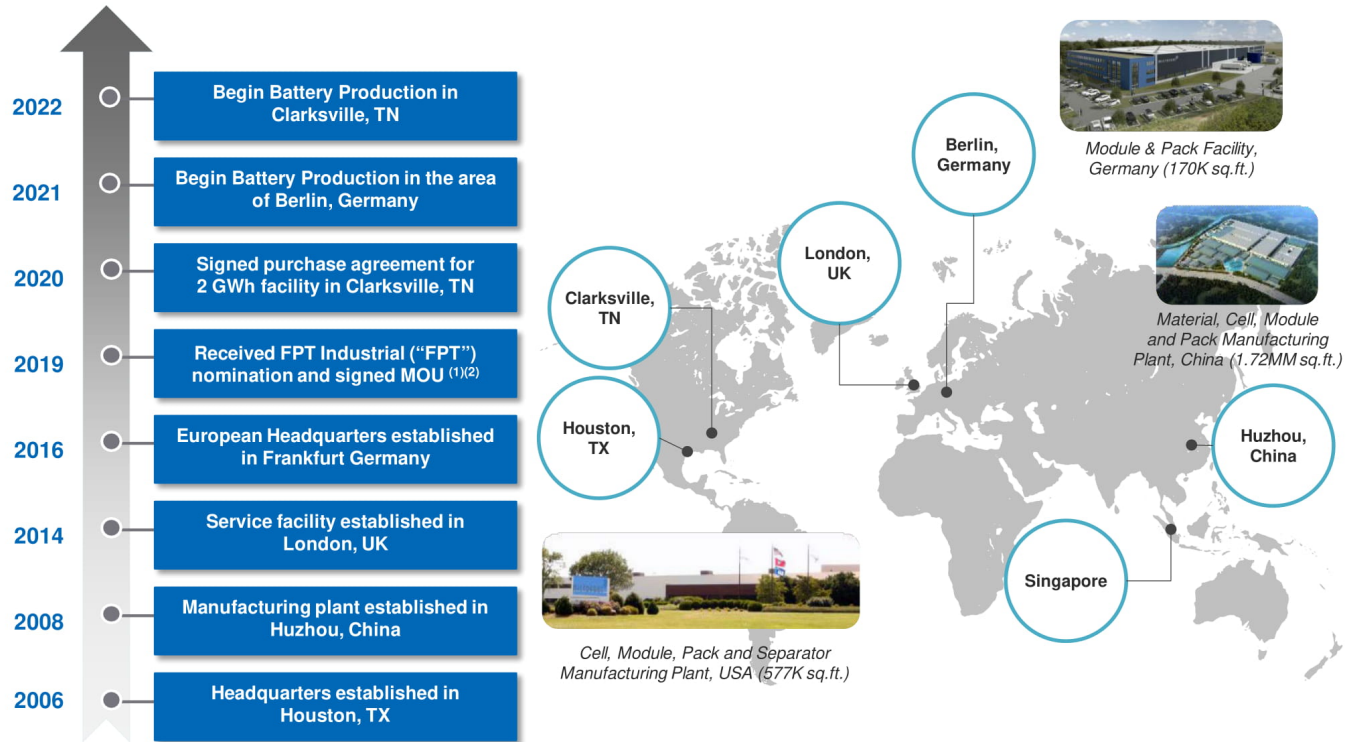 2022
Begin Battery Production in
Clarksville, TN
2021
Begin Battery Production in the area
of Berlin, Germany
2020
Signed purchase agreement for
2 GWh facility in Clarksville, TN
2019
Received FPT Industrial (“FPT”)
nomination and signed MOU (1)(2)
2016
European Headquarters established
in Frankfurt Germany
2014
Service facility established in
London, UK
2008
Manufacturing plant established in
Huzhou, China
2006
Headquarters established in
Houston, TX
Module & Pack Facility,
Germany (170K sq.ft.)
Berlin,
Germany
London,
UK
Clarksville,
TN
Material, Cell, Module
and Pack Manufacturing
Plant, China (1.72MM sq.ft.)
Houston,
TX
Huzhou,
China
Singapore
Cell, Module, Pack and Separator
Manufacturing Plant, USA (577K sq.ft.)